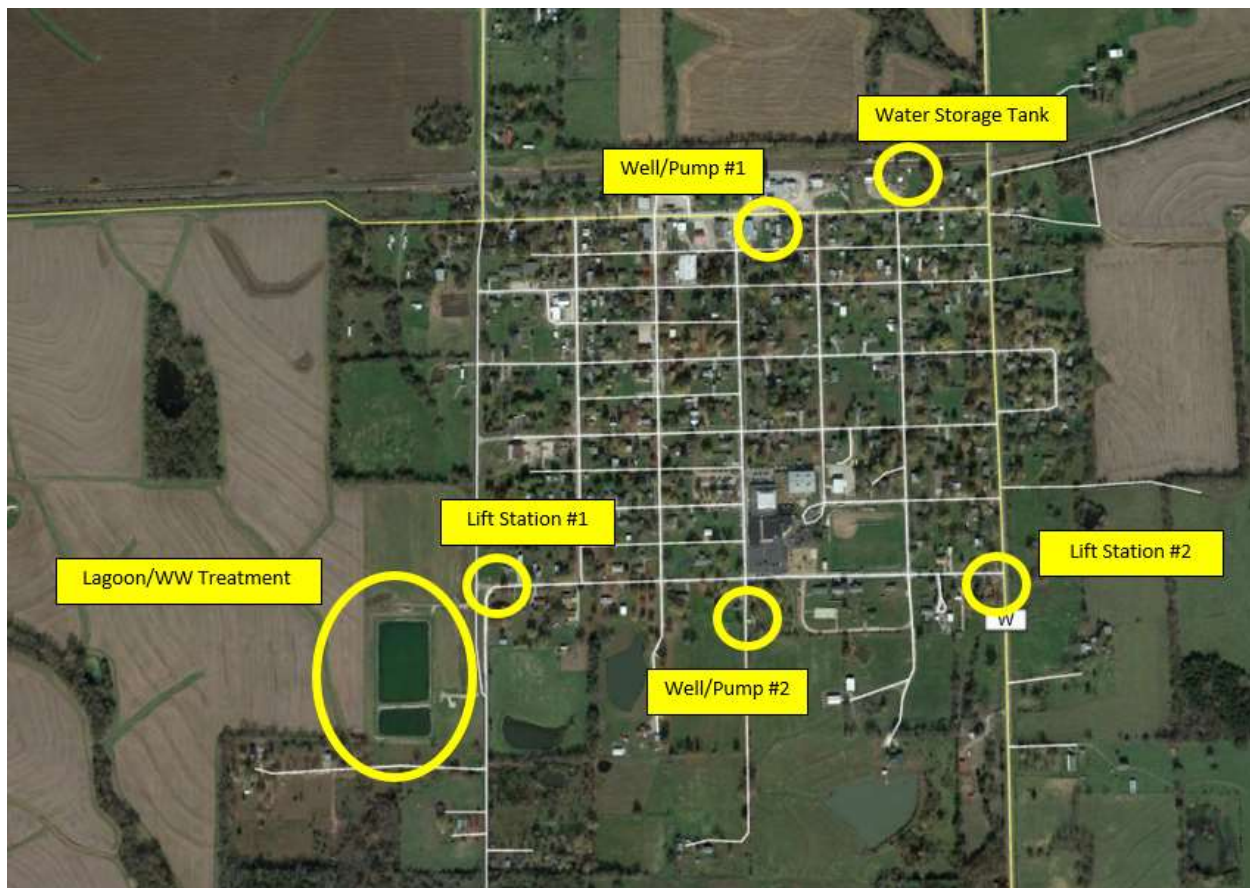 Water Storage Tank
Well/Pump #1
Lift Station #1
Lift Station #2
Lagoon/WW Treatment
W
Well/Pump #2